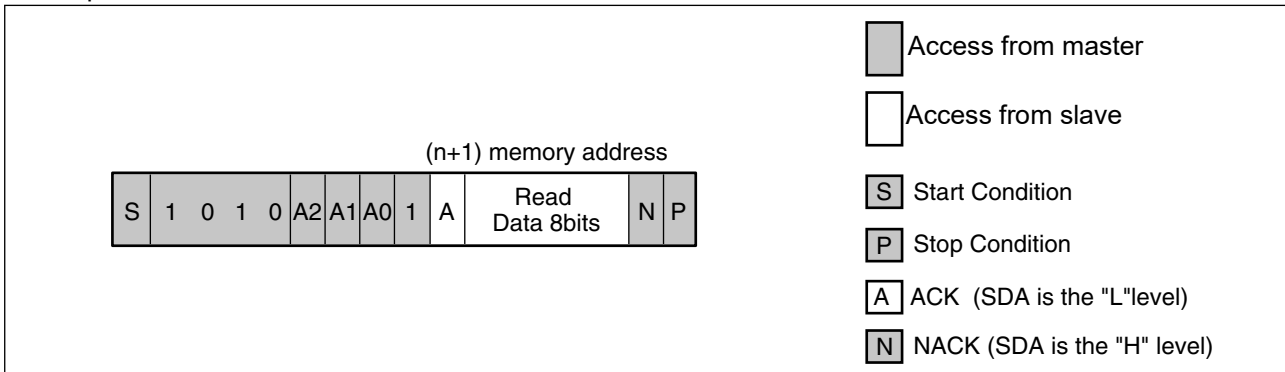 Access from master
Access from slave
(n+1) memory address
S 1 0 1 0 A2 A1 A0 1 A Read Data 8bits N P
S Start Condition
P Stop Condition
A ACK (SDA is the "L"level)
N NACK (SDA is the "H" level)